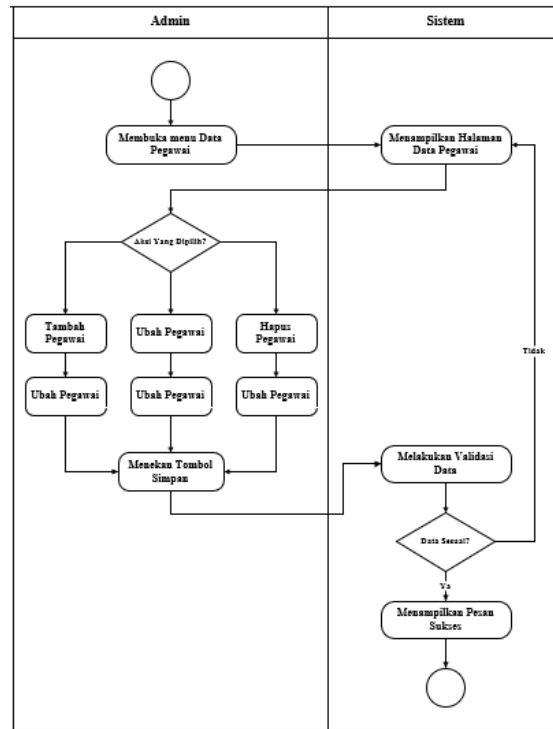 Admin
Sistem
Membuka menu Data
Pegawai
Menampilkan Halaman
Data Pegawai
Aksi Yang Dipilih?
Tambah
Pegawai
Ubah Pegawai
Hapus
Pegawai
Tidak
Ubah Pegawai
Ubah Pegawai
Ubah Pegawai
Menekan Tombol
Simpan
Melakukan Validasi
Data
Data Sesuai?
Ya
Menampilkan Pesan
Sukses